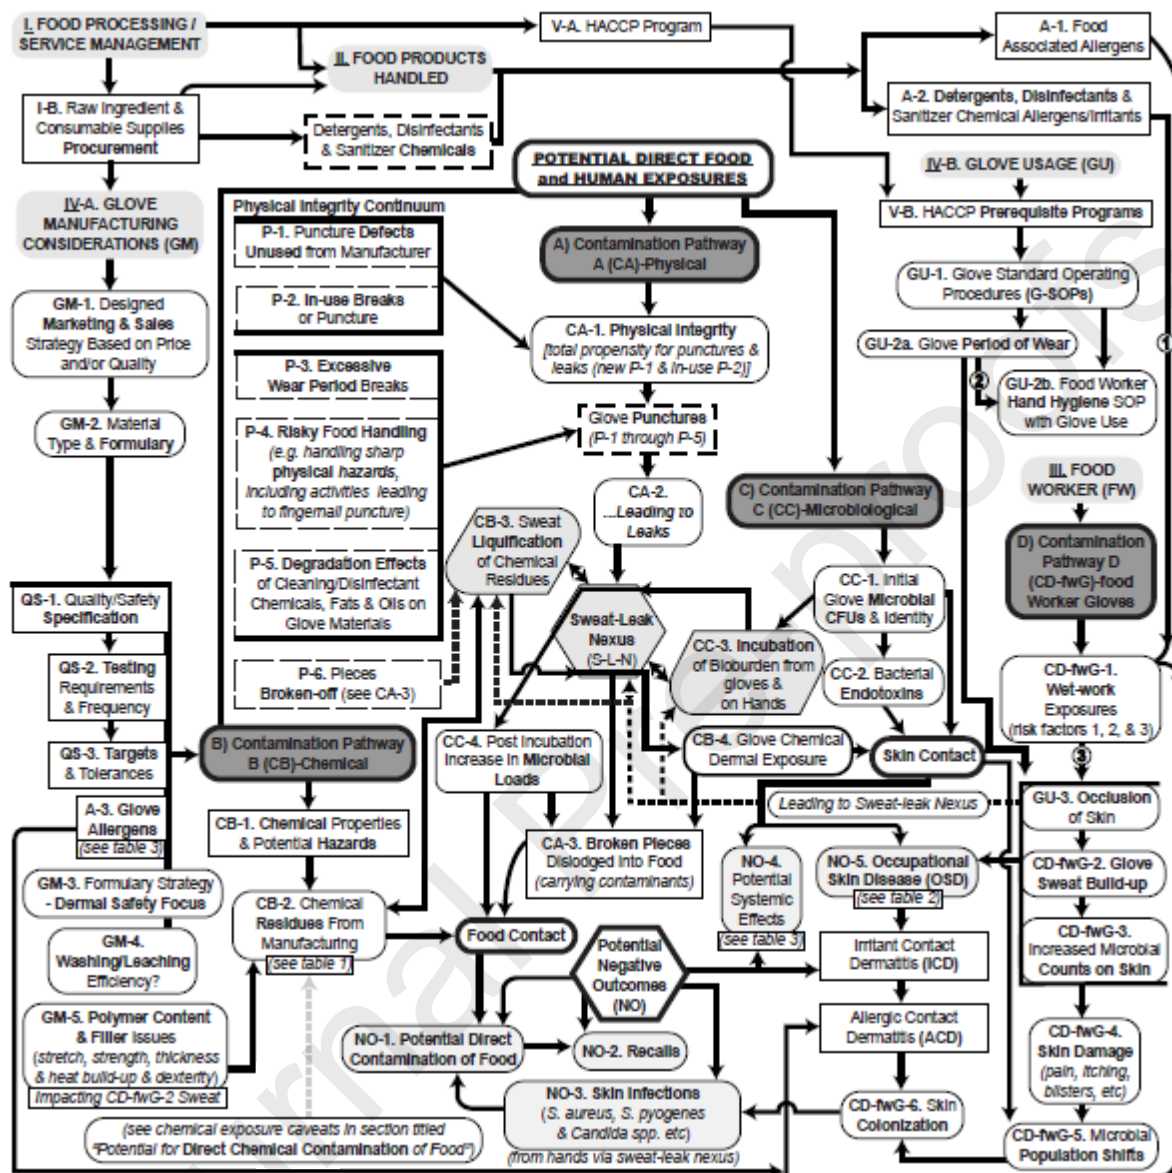 I. FOOD PROCESSING /
SERVICE MANAGEMENT
V-A. HACCP Program
A-1. Food
Associated Allergens
II. FOOD PRODUCTS
HANDLED
I-B. Raw Ingredient &
Consumable Supplies
Procurement
Detergents, Disinfectants
& Sanitizer Chemicals
A-2. Detergents, Disinfectants &
Sanitizer Chemical Allergens/Irritants
POTENTIAL DIRECT FOOD
and HUMAN EXPOSURES
IV-B. GLOVE USAGE (GU)
IV-A. GLOVE
MANUFACTURING
CONSIDERATIONS (GM)
Physical Integrity Continuum
P-1. Puncture Defects
Unused from Manufacturer
P-2. In-use Breaks
or Puncture
A) Contamination Pathway
A (CA)-Physical
V-B. HACCP Prerequisite Programs
GU-1. Glove Standard Operating
Procedures (G-SOPs)
GM-1. Designed
Marketing & Sales
Strategy Based on Price
and/or Quality
CA-1. Physical Integrity
[total propensity for punctures &
leaks (new P-1 & in-use P-2)]
GU-2a. Glove Period of Wear
1
2
GU-2b. Food Worker
Hand Hygiene SOP
with Glove Use
P-3. Excessive
Wear Period Breaks
GM-2. Material
Type & Formulary
Glove Punctures
(P-1 through P-5)
P-4. Risky Food Handling
(e.g. handling sharp
physical hazards,
including activities leading
to fingernail puncture)
III. FOOD
WORKER (FW)
CA-2.
...Leading to
Leaks
C) Contamination Pathway
C (CC)-Microbiological
CB-3. Sweat
Liquification
of Chemical
Residues
D) Contamination
Pathway D
(CD-fwG)-food
Worker Gloves
P-5. Degradation Effects
of Cleaning/Disinfectant
Chemicals, Fats & Oils on
Glove Materials
CC-1. Initial
Glove Microbial
CFUs & Identity
QS-1. Quality/Safety
Specification
Sweat-Leak
Nexus
(S-L-N)
CC-3. Incubation
of Bioburden from
gloves &
on Hands
CC-2. Bacterial
Endotoxins
QS-2. Testing
Requirements
& Frequency
P-6. Pieces
Broken-off (see CA-3)
CD-fwG-1.
Wet-work
Exposures
(risk factors 1, 2, & 3)
B) Contamination Pathway
B (CB)-Chemical
CC-4. Post Incubation
Increase in Microbial
Loads
CB-4. Glove Chemical
Dermal Exposure
Skin Contact
3
QS-3. Targets
& Tolerances
Leading to Sweat-leak Nexus
GU-3. Occlusion
of Skin
A-3. Glove
Allergens
(see table 3)
CB-1. Chemical Properties
& Potential Hazards
CA-3. Broken Pieces
Dislodged Into Food
(carrying contaminants)
NO-4.
Potential
Systemic
Effects
(see table 3)
NO-5. Occupational
Skin Disease (OSD)
(see table 2)
CD-fwG-2. Glove
Sweat Build-up
GM-3. Formulary Strategy
- Dermal Safety Focus
CB-2. Chemical
Residues From
Manufacturing
(see table 1)
Food Contact
CD-fwG-3.
Increased Microbial
Counts on Skin
GM-4.
Washing/Leaching
Efficiency?
Potential
Negative
Outcomes
(NO)
Irritant Contact
Dermatitis (ICD)
GM-5. Polymer Content
& Filler Issues
(stretch, strength, thickness
& heat build-up & dexterity)
Impacting CD-fwG-2 Sweat
NO-1. Potential Direct
Contamination of Food
NO-2. Recalls
Allergic Contact
Dermatitis (ACD)
CD-fwG-4.
Skin Damage
(pain, itching,
blisters, etc)
NO-3. Skin Infections
(S. aureus, S. pyogenes
& Candida spp. etc)
(from hands via sweat-leak nexus)
CD-fwG-6. Skin
Colonization
CD-fwG-5. Microbial
Population Shifts
(see chemical exposure caveats in section titled
"Potential for Direct Chemical Contamination of Food")